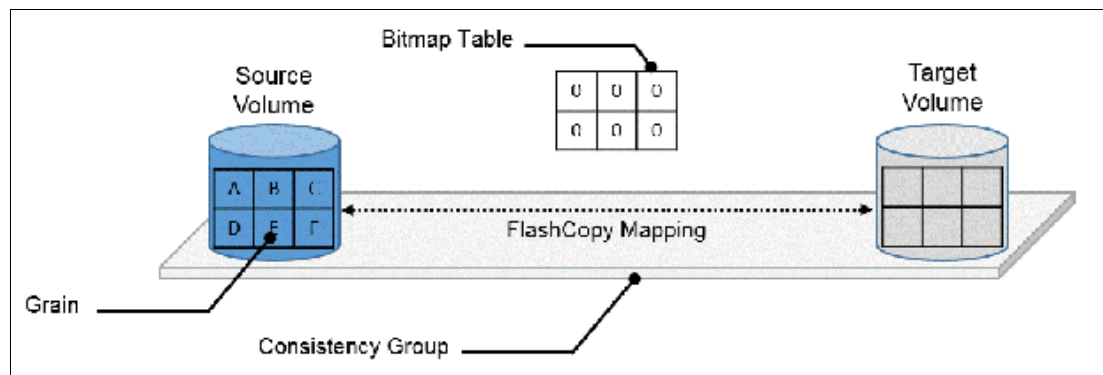 Bitmap Table
Source
Volume
Target
Volume
0 0 0
0 0 0
A B C
D E F
FlashCopy Mapping
Grain
Consistency Group